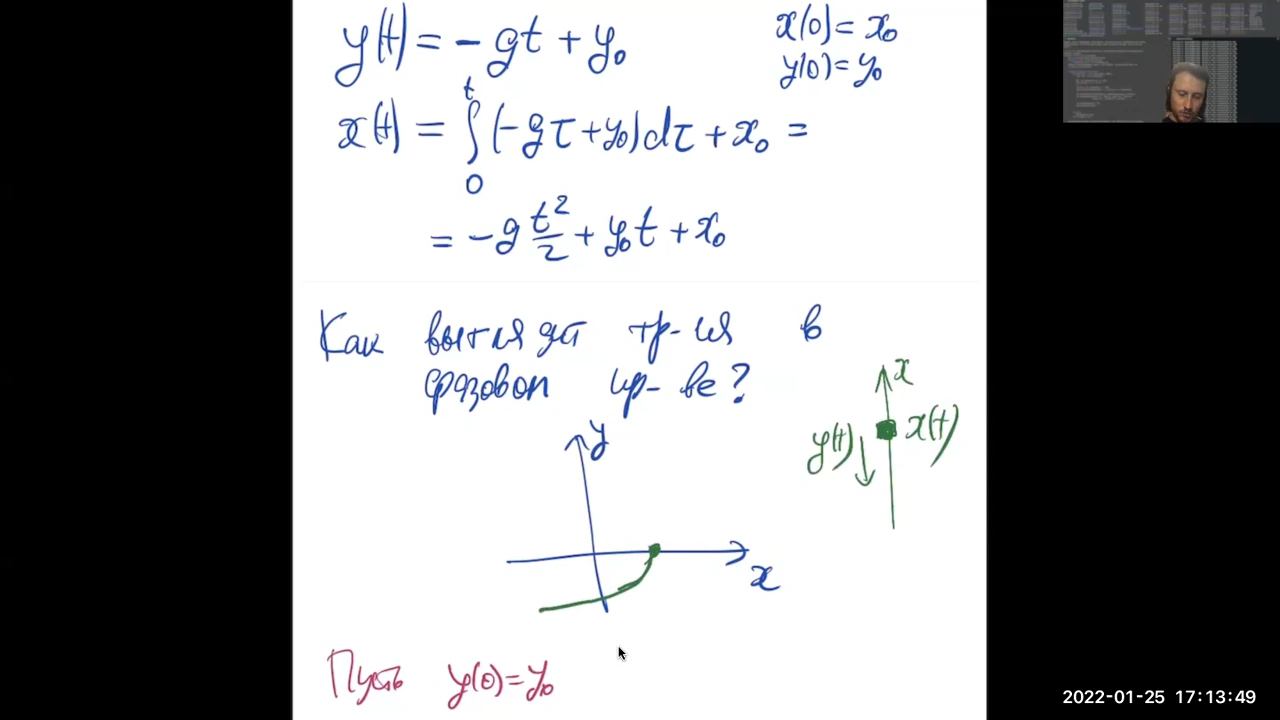 y(t) = - gt + y₀
x(0) = x₀
y(0) = y₀
x(t) = ∫₀ᵗ (-gτ + y₀)dτ + x₀ =
= -g t²/2 + y₀t + x₀
Как выглядят тр-ия в
фазовом пр-ве?
x
y(t) x(t)
y
x
Пусть y(0) = y₀
2022-01-25 17:13:49